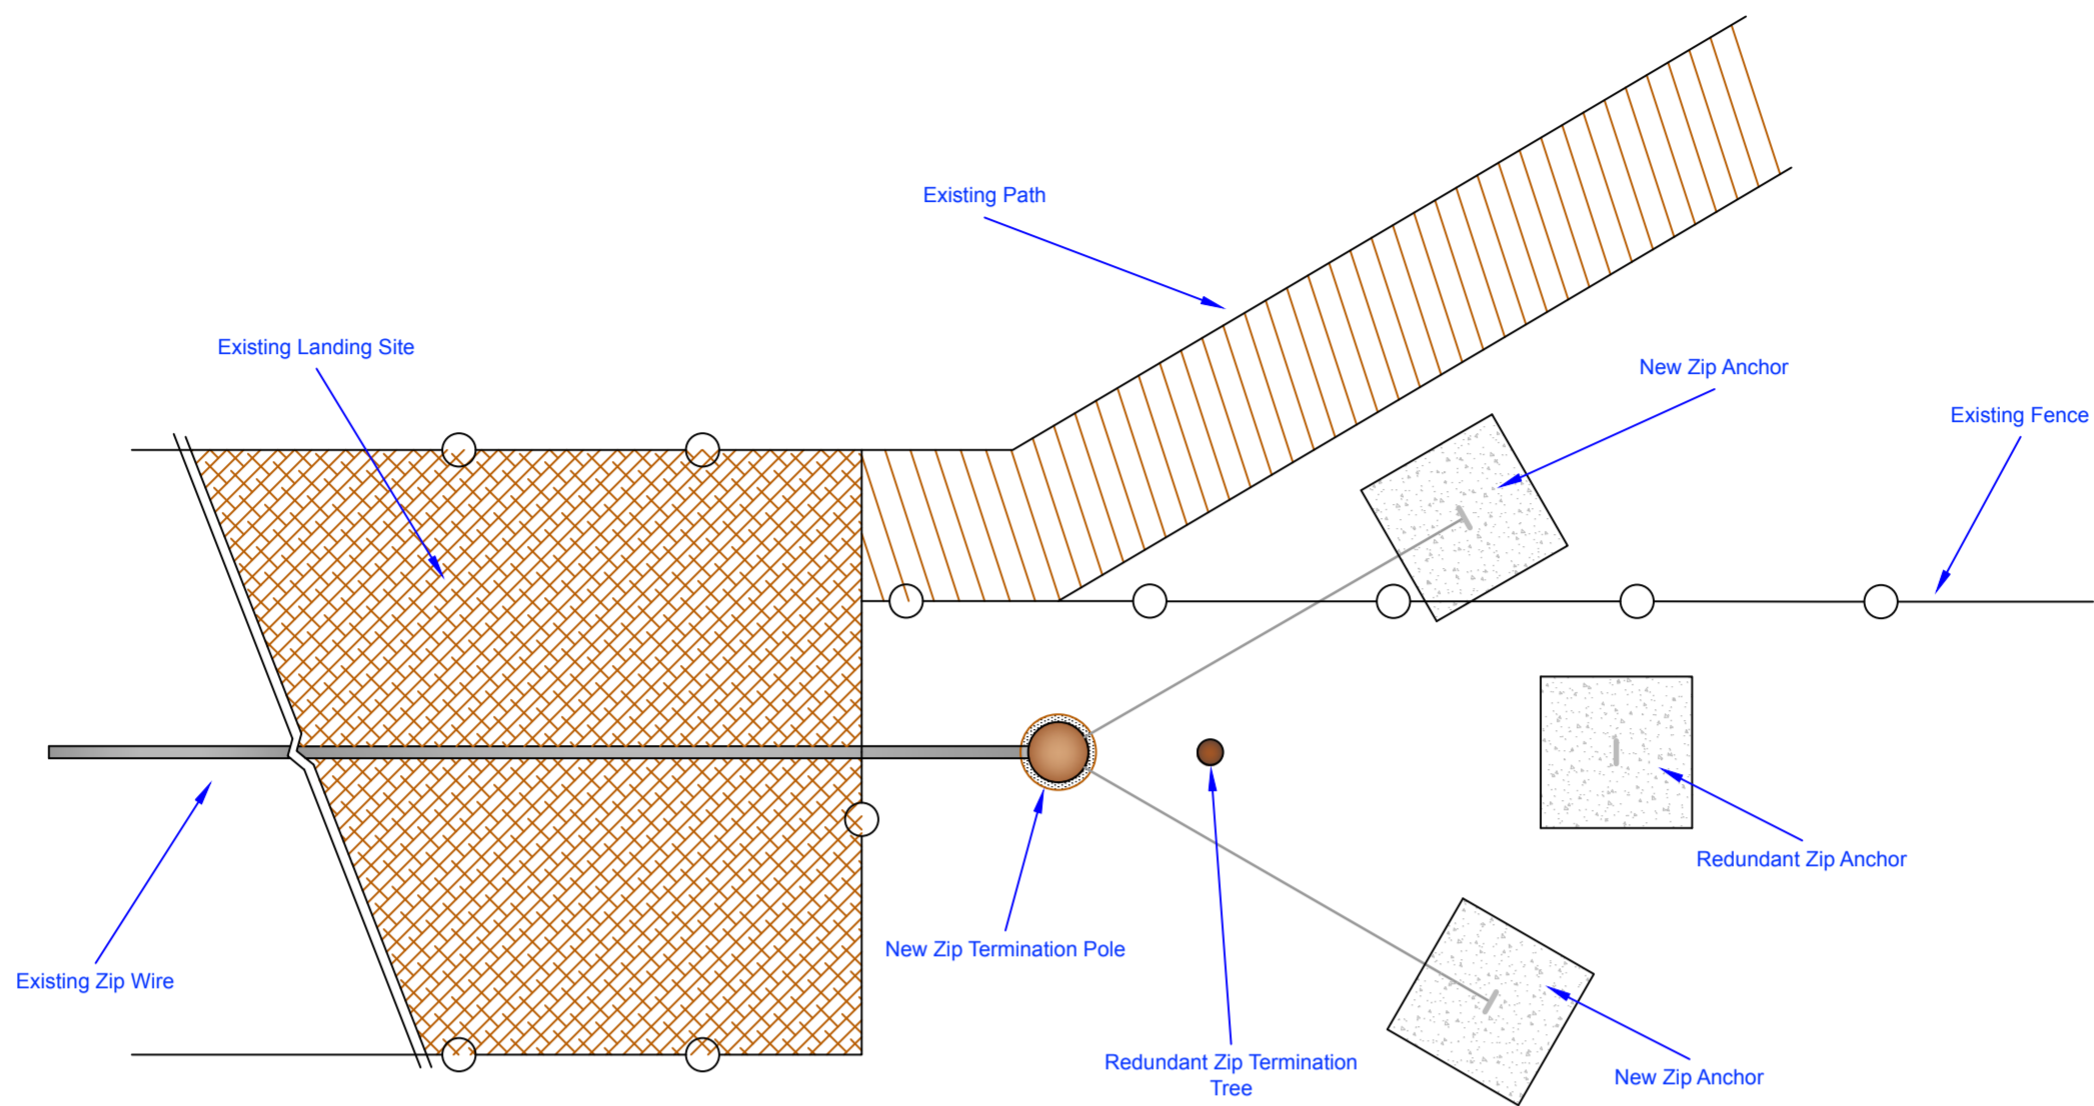 Existing Path
Existing Landing Site
New Zip Anchor
Existing Fence
Redundant Zip Anchor
New Zip Termination Pole
Existing Zip Wire
Redundant Zip Termination
Tree
New Zip Anchor